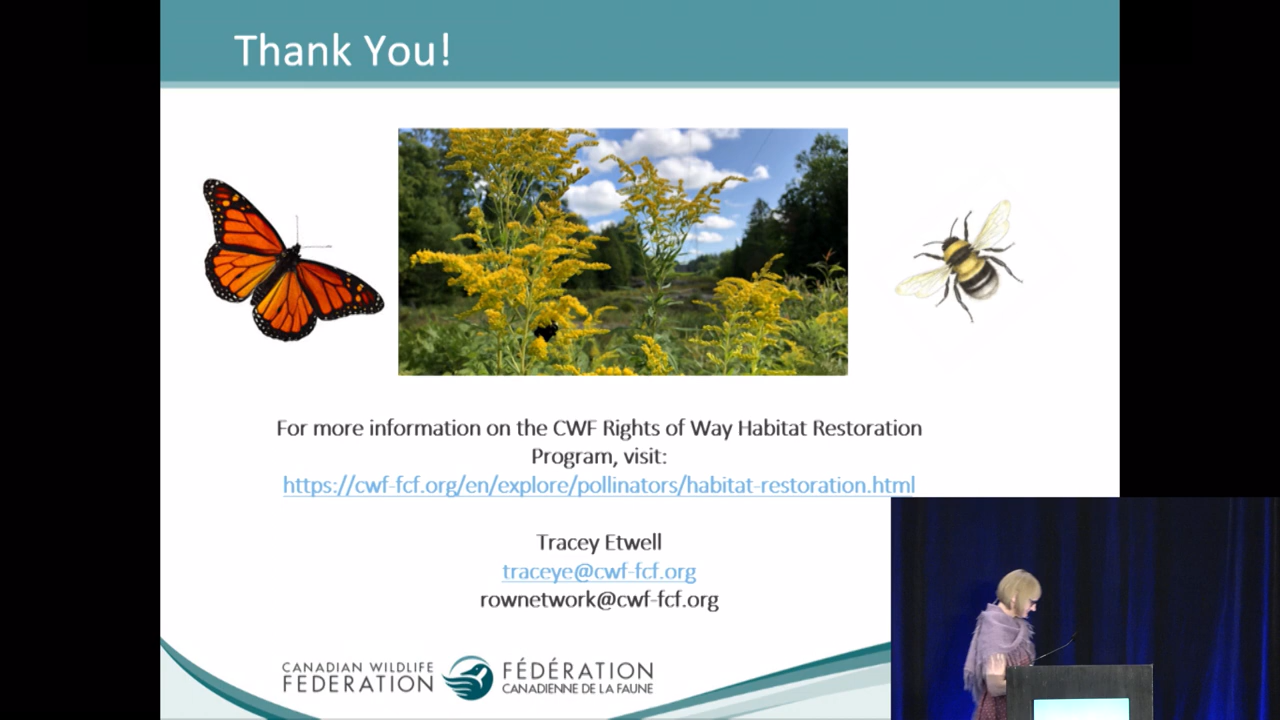 Thank You!
For more information on the CWF Rights of Way Habitat Restoration
Program, visit:
https://cwf-fcf.org/en/explore/pollinators/habitat-restoration.html
Tracey Etwell
traceye@cwf-fcf.org
rownetwork@cwf-fcf.org
CANADIAN WILDLIFE
FEDERATION
FÉDÉRATION
CANADIENNE DE LA FAUNE